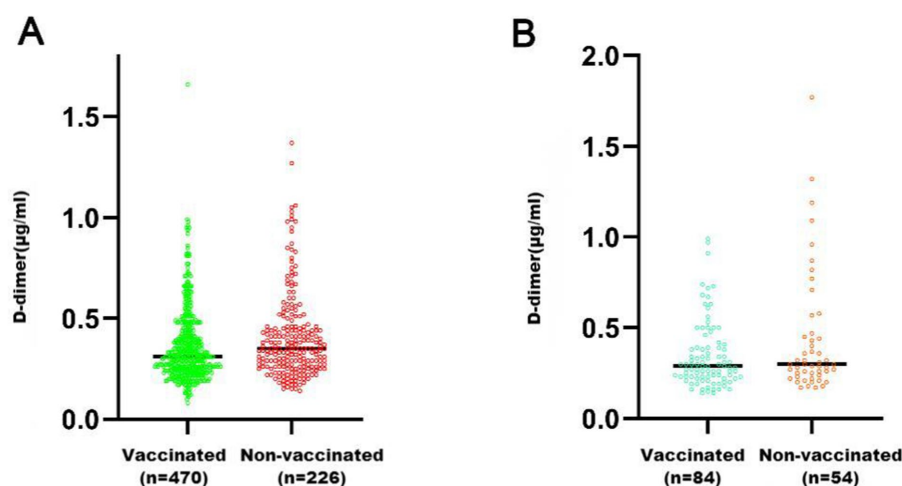 A
D-dimer(μg/ml)
1.5
1.0
0.5
0.0
Vaccinated Non-vaccinated
(n=470) (n=226)
B
D-dimer(μg/ml)
2.0
1.5
1.0
0.5
0.0
Vaccinated Non-vaccinated
(n=84) (n=54)